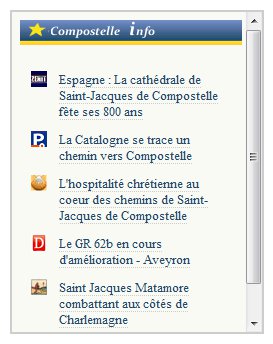 Compostelle info
ZENIT
Espagne : La cathédrale de
Saint-Jacques de Compostelle
fête ses 800 ans
P
La Catalogne se trace un
chemin vers Compostelle
L'hospitalité chrétienne au
coeur des chemins de Saint-
Jacques de Compostelle
D
Le GR 62b en cours
d'amélioration - Aveyron
Saint Jacques Matamore
combattant aux côtés de
Charlemagne